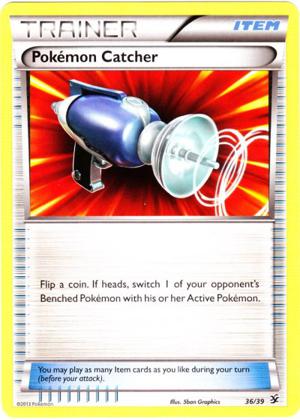 TRAINER ITEM
Pokémon Catcher
Flip a coin. If heads, switch 1 of your opponent's
Benched Pokémon with his or her Active Pokémon.
You may play as many Item cards as you like during your turn
(before your attack).
©2013 Pokémon Illus. 5ban Graphics 36/39